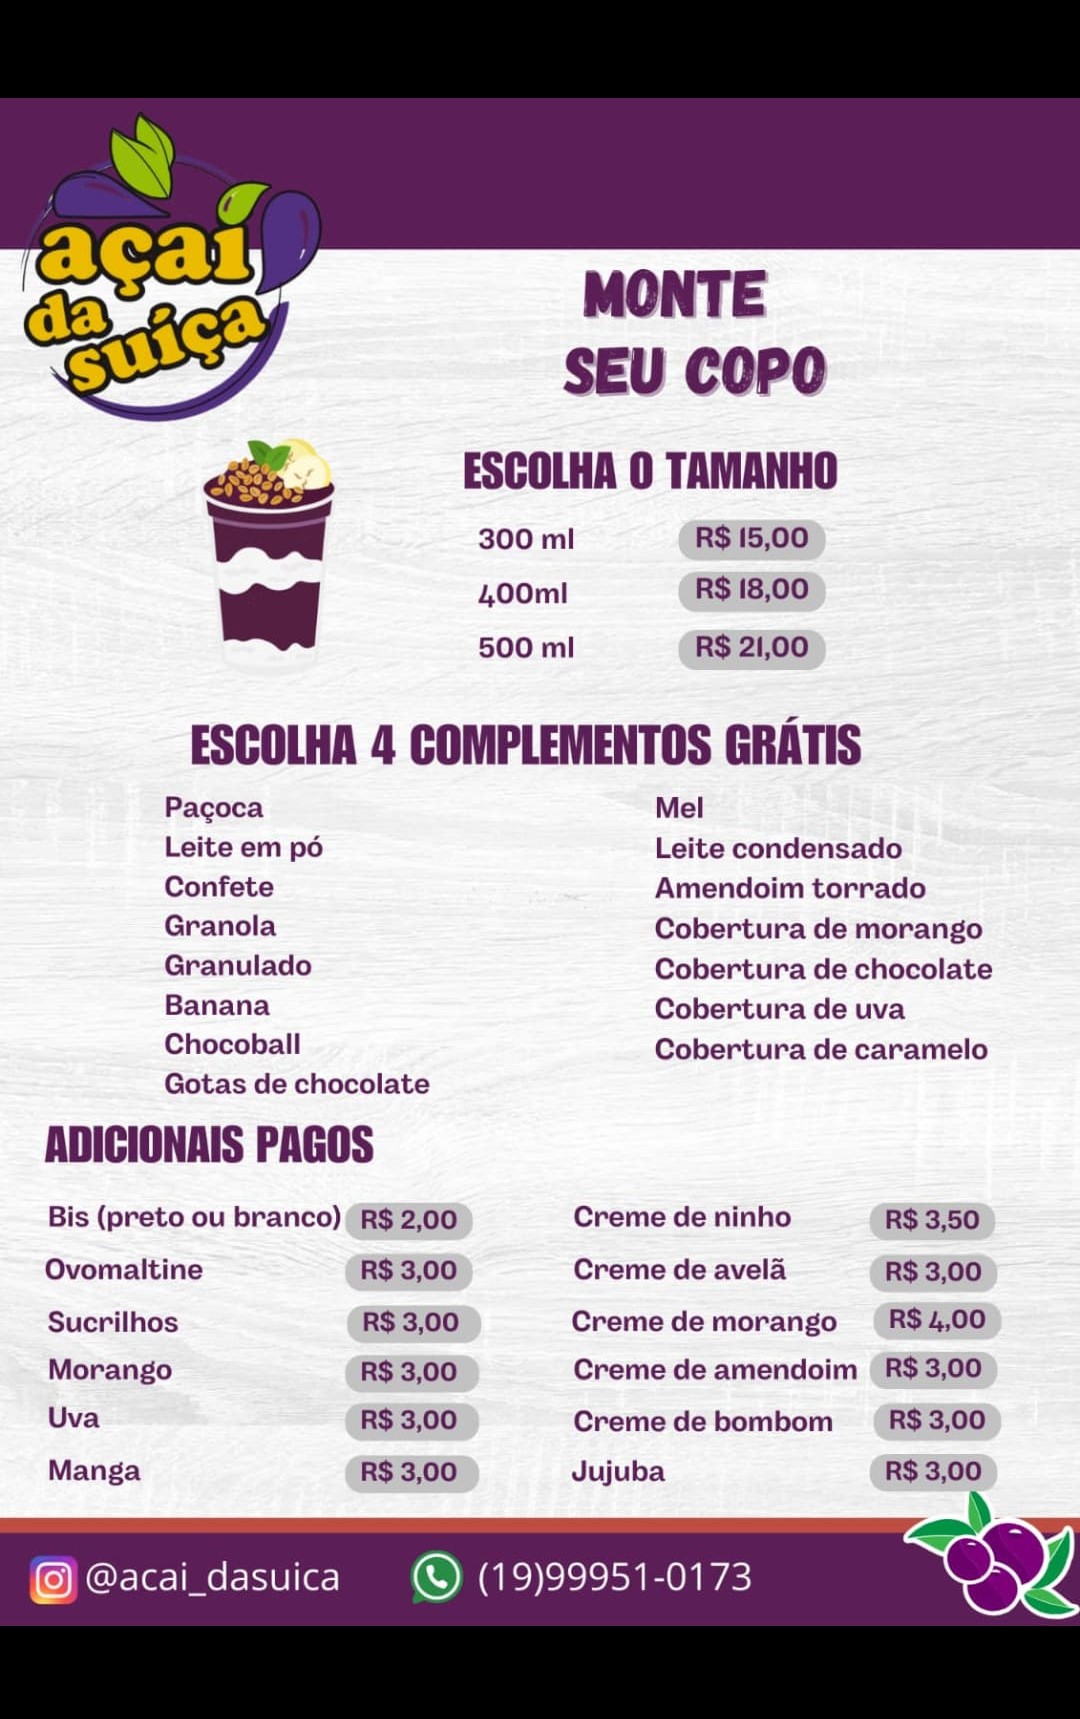 açaí
da
suíça
MONTE
SEU COPO
ESCOLHA O TAMANHO
300 ml R$ 15,00
400ml R$ 18,00
500 ml R$ 21,00
ESCOLHA 4 COMPLEMENTOS GRÁTIS
Paçoca
Leite em pó
Confete
Granola
Granulado
Banana
Chocoball
Gotas de chocolate
Mel
Leite condensado
Amendoim torrado
Cobertura de morango
Cobertura de chocolate
Cobertura de uva
Cobertura de caramelo
ADICIONAIS PAGOS
Bis (preto ou branco) R$ 2,00
Ovomaltine R$ 3,00
Sucrilhos R$ 3,00
Morango R$ 3,00
Uva R$ 3,00
Manga R$ 3,00
Creme de ninho R$ 3,50
Creme de avelã R$ 3,00
Creme de morango R$ 4,00
Creme de amendoim R$ 3,00
Creme de bombom R$ 3,00
Jujuba R$ 3,00
@acai_dasuica (19)99951-0173